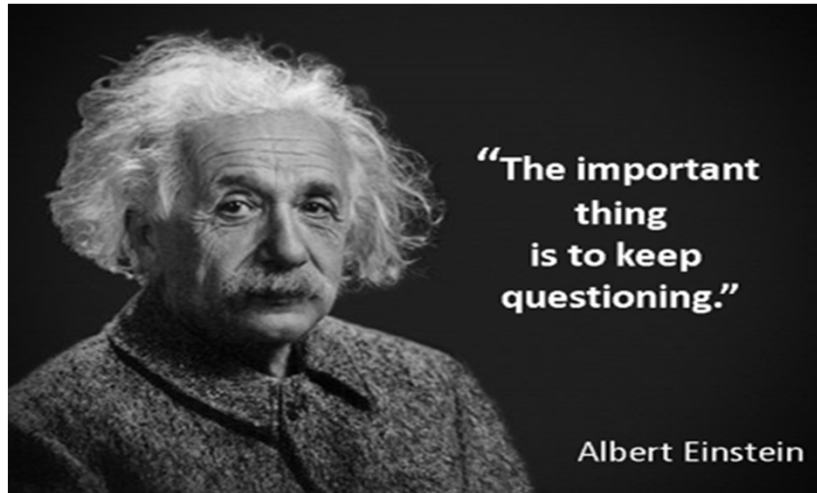 “The important
thing
is to keep
questioning.”
Albert Einstein